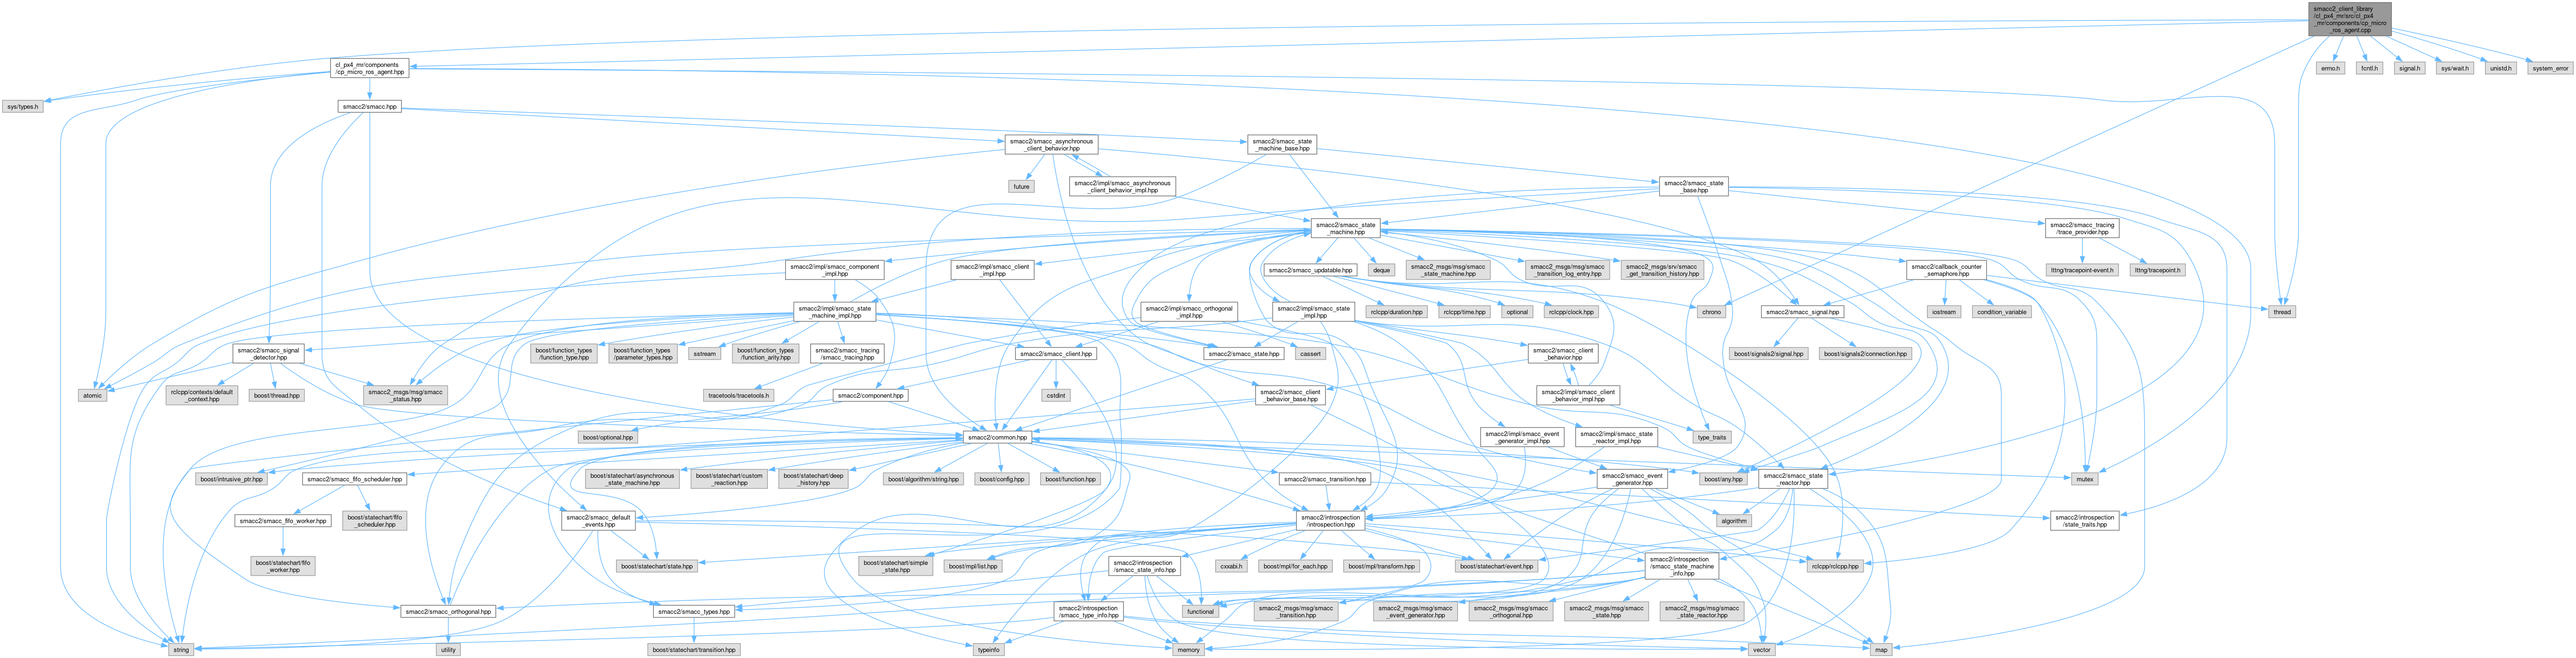 smacc2_client_library
/cl_px4_mr/src/cl_px4
_mr/components/cp_micro
_ros_agent.cpp
cl_px4_mr/components
/cp_micro_ros_agent.hpp
errno.h
fcntl.h
signal.h
sys/wait.h
unistd.h
system_error
sys/types.h
smacc2/smacc.hpp
smacc2/smacc_asynchronous
_client_behavior.hpp
smacc2/smacc_state
_machine_base.hpp
future
smacc2/impl/smacc_asynchronous
_client_behavior_impl.hpp
smacc2/smacc_state
_base.hpp
smacc2/smacc_state
_machine.hpp
smacc2/smacc_tracing
/trace_provider.hpp
smacc2/impl/smacc_component
_impl.hpp
smacc2/impl/smacc_client
_impl.hpp
smacc2/smacc_updatable.hpp
deque
smacc2_msgs/msg/smacc
_state_machine.hpp
smacc2_msgs/msg/smacc
_transition_log_entry.hpp
smacc2_msgs/srv/smacc
_get_transition_history.hpp
smacc2/callback_counter
_semaphore.hpp
lttng/tracepoint-event.h
lttng/tracepoint.h
smacc2/impl/smacc_state
_machine_impl.hpp
smacc2/impl/smacc_orthogonal
_impl.hpp
smacc2/impl/smacc_state
_impl.hpp
rclcpp/duration.hpp
rclcpp/time.hpp
optional
rclcpp/clock.hpp
chrono
smacc2/smacc_signal.hpp
iostream
condition_variable
thread
smacc2/smacc_signal
_detector.hpp
boost/function_types
/function_type.hpp
boost/function_types
/parameter_types.hpp
sstream
boost/function_types
/function_arity.hpp
smacc2/smacc_tracing
/smacc_tracing.hpp
smacc2/smacc_client.hpp
smacc2/smacc_state.hpp
cassert
smacc2/smacc_client
_behavior.hpp
boost/signals2/signal.hpp
boost/signals2/connection.hpp
atomic
rclcpp/contexts/default
_context.hpp
boost/thread.hpp
smacc2_msgs/msg/smacc
_status.hpp
tracetools/tracetools.h
smacc2/component.hpp
cstdint
smacc2/smacc_client
_behavior_base.hpp
smacc2/impl/smacc_client
_behavior_impl.hpp
boost/optional.hpp
smacc2/common.hpp
smacc2/impl/smacc_event
_generator_impl.hpp
smacc2/impl/smacc_state
_reactor_impl.hpp
type_traits
boost/intrusive_ptr.hpp
smacc2/smacc_fifo_scheduler.hpp
boost/statechart/asynchronous
_state_machine.hpp
boost/statechart/custom
_reaction.hpp
boost/statechart/deep
_history.hpp
boost/algorithm/string.hpp
boost/config.hpp
boost/function.hpp
smacc2/smacc_transition.hpp
smacc2/smacc_event
_generator.hpp
boost/any.hpp
smacc2/smacc_state
_reactor.hpp
mutex
smacc2/smacc_fifo_worker.hpp
boost/statechart/fifo
_scheduler.hpp
smacc2/smacc_default
_events.hpp
smacc2/introspection
/introspection.hpp
algorithm
smacc2/introspection
/state_traits.hpp
boost/statechart/fifo
_worker.hpp
boost/statechart/state.hpp
boost/statechart/simple
_state.hpp
boost/mpl/list.hpp
smacc2/introspection
/smacc_state_info.hpp
cxxabi.h
boost/mpl/for_each.hpp
boost/mpl/transform.hpp
boost/statechart/event.hpp
smacc2/introspection
/smacc_state_machine
_info.hpp
rclcpp/rclcpp.hpp
smacc2/smacc_orthogonal.hpp
smacc2/smacc_types.hpp
smacc2/introspection
/smacc_type_info.hpp
functional
smacc2_msgs/msg/smacc
_transition.hpp
smacc2_msgs/msg/smacc
_event_generator.hpp
smacc2_msgs/msg/smacc
_orthogonal.hpp
smacc2_msgs/msg/smacc
_state.hpp
smacc2_msgs/msg/smacc
_state_reactor.hpp
string
utility
boost/statechart/transition.hpp
typeinfo
memory
vector
map